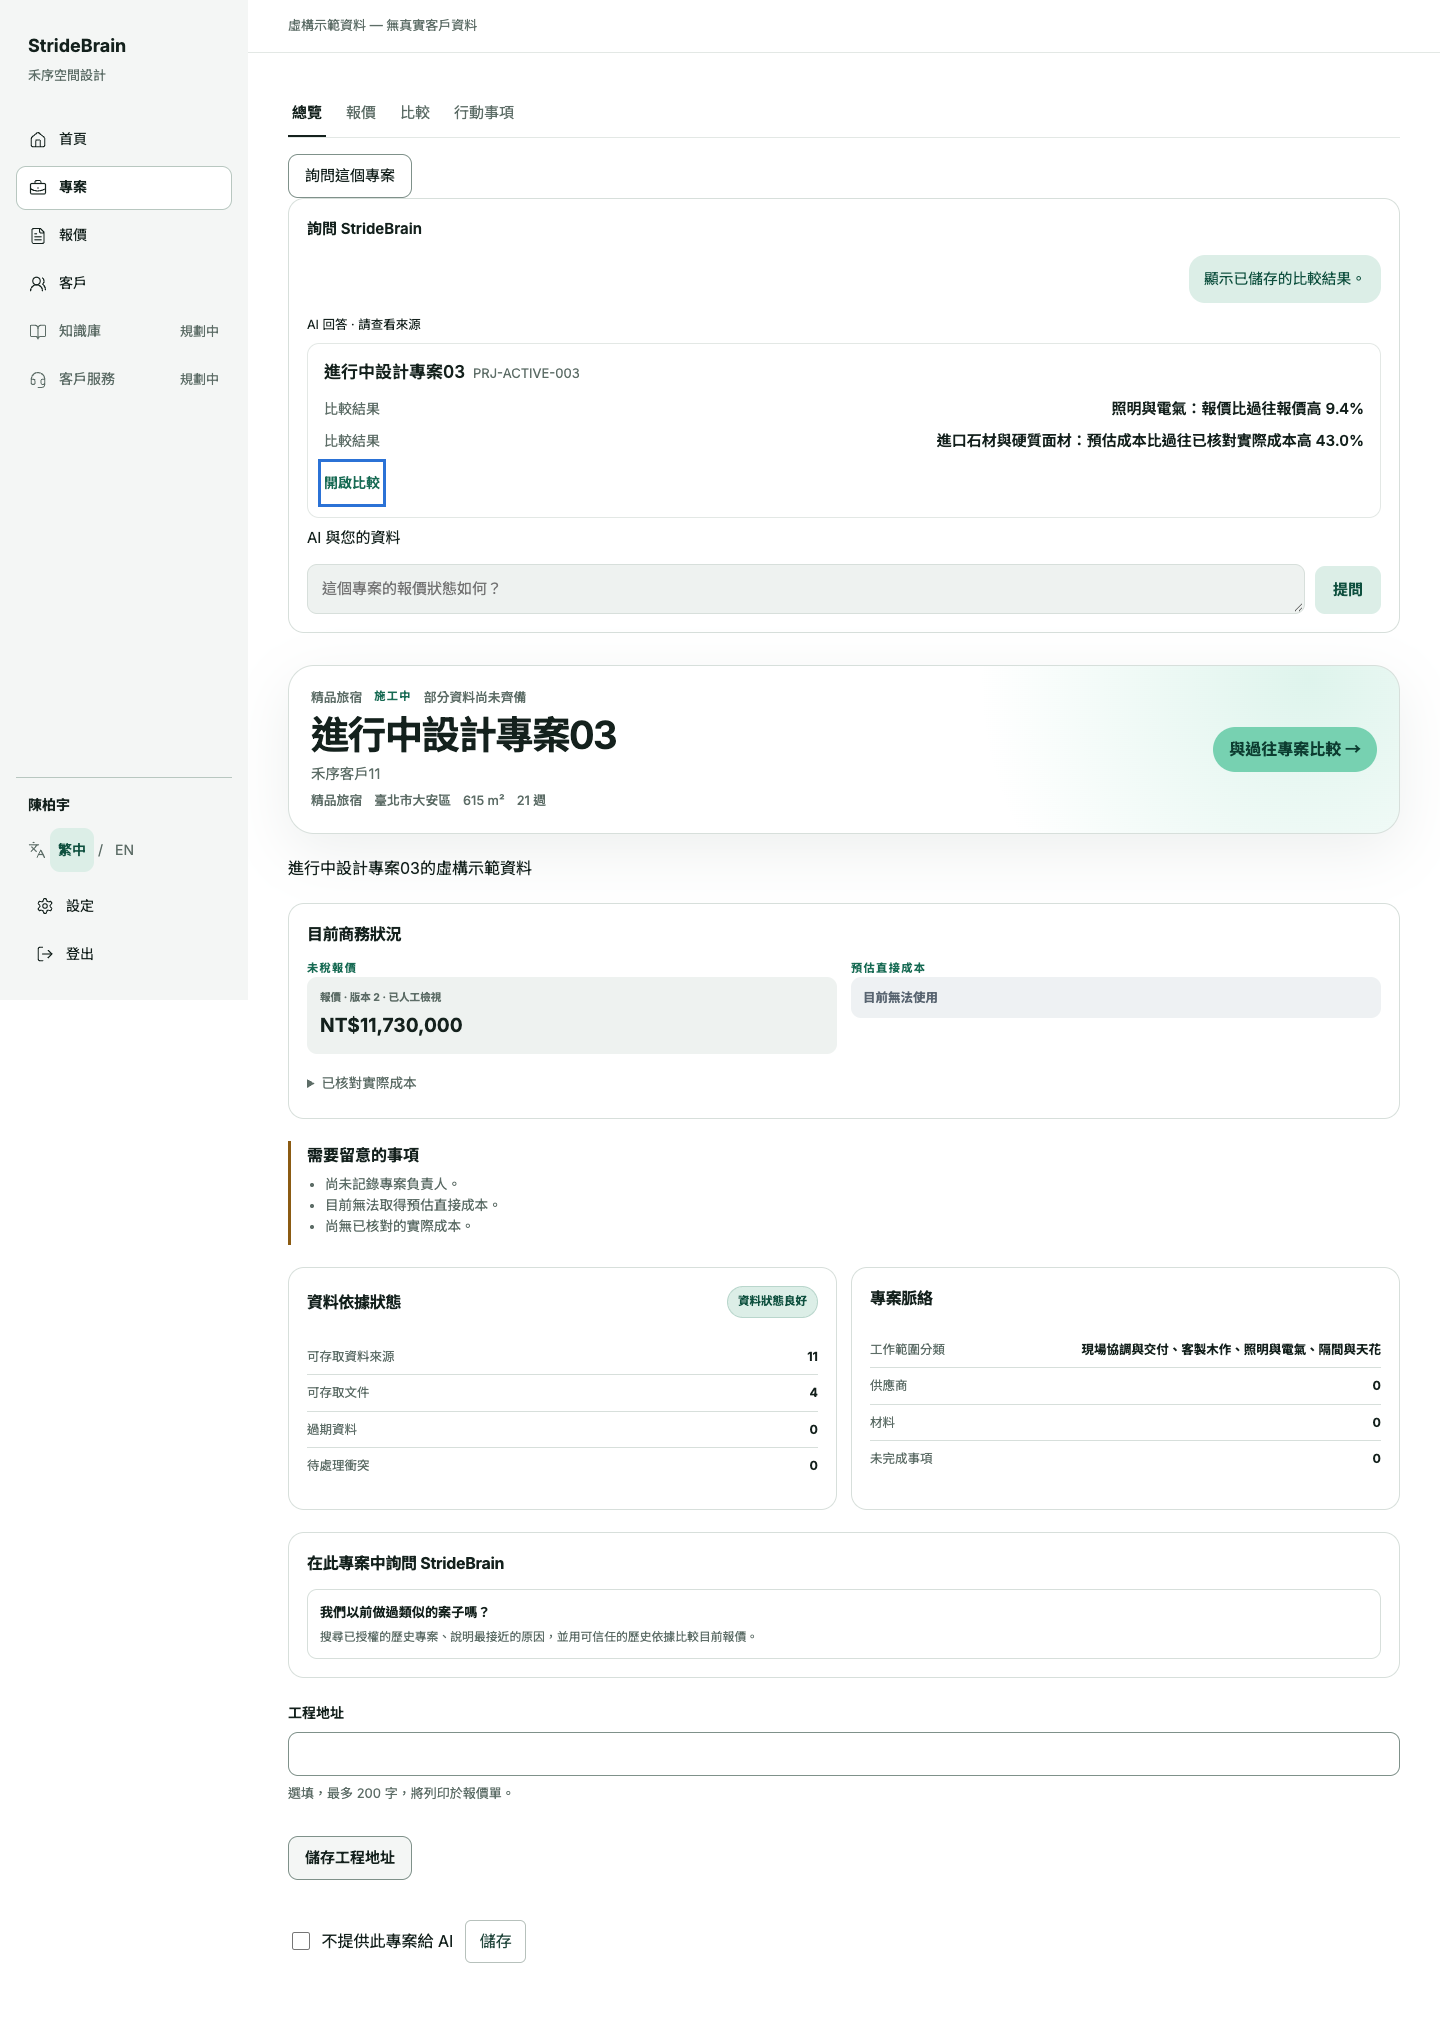 StrideBrain
禾序空間設計
首頁
專案
報價
客戶
知識庫 規劃中
客戶服務 規劃中
陳柏宇
繁中 / EN
設定
登出
虛構示範資料 — 無真實客戶資料
總覽 報價 比較 行動事項
詢問這個專案
詢問 StrideBrain
顯示已儲存的比較結果。
AI 回答 · 請查看來源
進行中設計專案03 PRJ-ACTIVE-003
比較結果 照明與電氣：報價比過往報價高 9.4%
比較結果 進口石材與硬質面材：預估成本比過往已核對實際成本高 43.0%
開啟比較
AI 與您的資料
這個專案的報價狀態如何？
提問
精品旅宿 施工中 部分資料尚未齊備
進行中設計專案03
禾序客戶11
精品旅宿 臺北市大安區 615 m² 21 週
與過往專案比較 →
進行中設計專案03的虛構示範資料
目前商務狀況
未稅報價
報價 · 版本 2 · 已人工檢視
NT$11,730,000
預估直接成本
目前無法使用
▶ 已核對實際成本
需要留意的事項
• 尚未記錄專案負責人。
• 目前無法取得預估直接成本。
• 尚無已核對的實際成本。
資料依據狀態 資料狀態良好
可存取資料來源 11
可存取文件 4
過期資料 0
待處理衝突 0
專案脈絡
工作範圍分類 現場協調與交付、客製木作、照明與電氣、隔間與天花
供應商 0
材料 0
未完成事項 0
在此專案中詢問 StrideBrain
我們以前做過類似的案子嗎？
搜尋已授權的歷史專案、說明最接近的原因，並用可信任的歷史依據比較目前報價。
工程地址
選填，最多 200 字，將列印於報價單。
儲存工程地址
不提供此專案給 AI 儲存